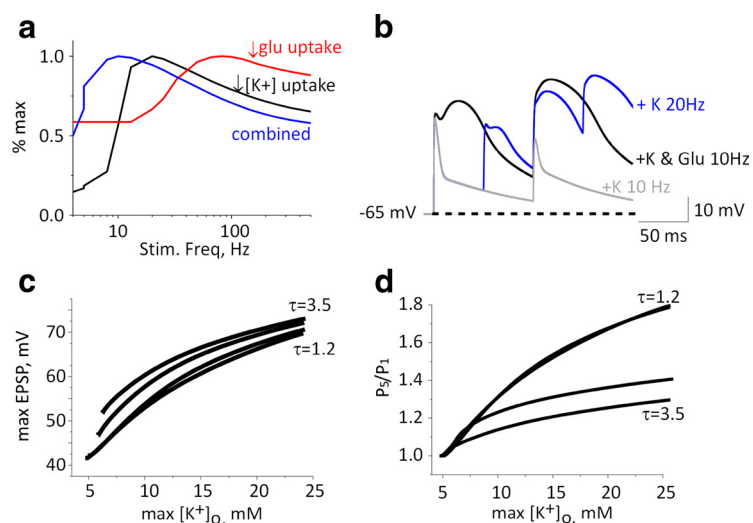 a
1.0
0.5
0.0
% max
↓glu uptake
↓[K+] uptake
combined
10
100
Stim. Freq, Hz
b
+ K 20Hz
+K & Glu 10Hz
+K 10 Hz
-65 mV
10 mV
50 ms
c
70
60
50
40
max EPSP, mV
τ=3.5
τ=1.2
5
10
15
20
25
max [K⁺]O, mM
d
1.8
1.6
1.4
1.2
1.0
P5/P1
τ=1.2
τ=3.5
5
10
15
20
25
max [K⁺]O, mM